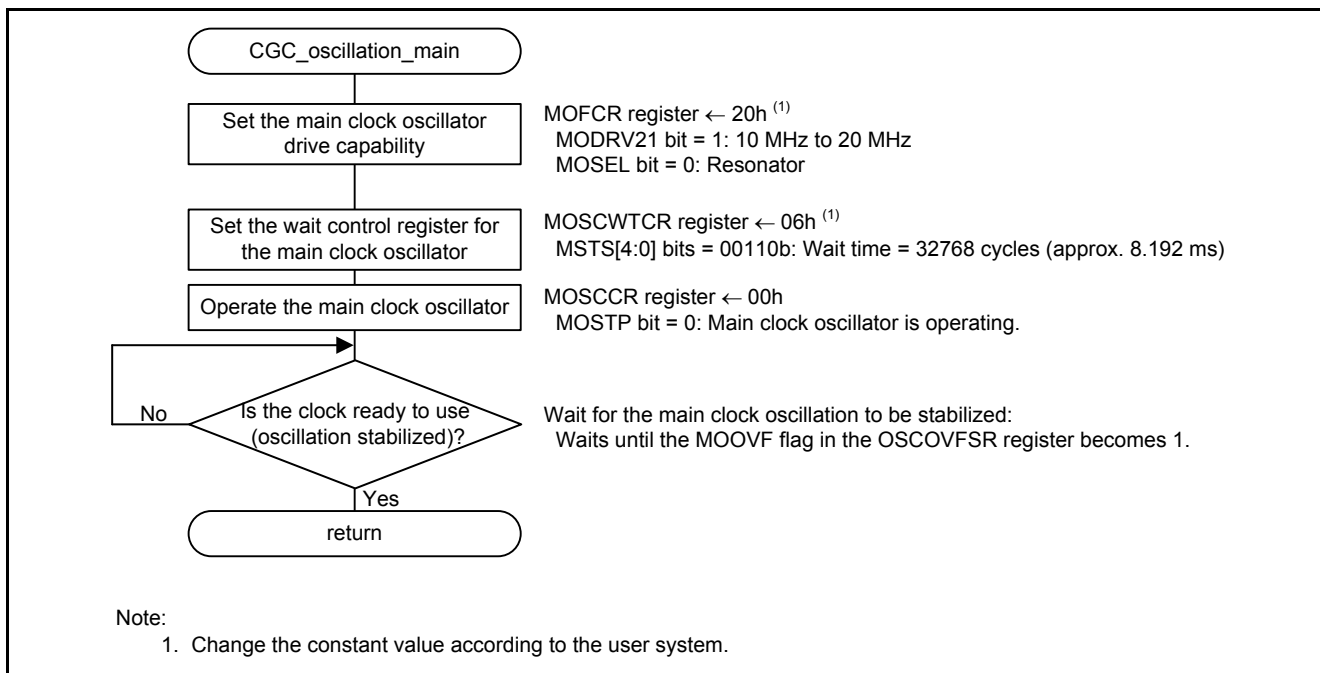 CGC_oscillation_main
Set the main clock oscillator
drive capability
MOFCR register ← 20h (1)
MODRV21 bit = 1: 10 MHz to 20 MHz
MOSEL bit = 0: Resonator
Set the wait control register for
the main clock oscillator
MOSCWTCR register ← 06h (1)
MSTS[4:0] bits = 00110b: Wait time = 32768 cycles (approx. 8.192 ms)
Operate the main clock oscillator
MOSCCR register ← 00h
MOSTP bit = 0: Main clock oscillator is operating.
No
Is the clock ready to use
(oscillation stabilized)?
Wait for the main clock oscillation to be stabilized:
Waits until the MOOVF flag in the OSCOVFSR register becomes 1.
Yes
return
Note:
1. Change the constant value according to the user system.